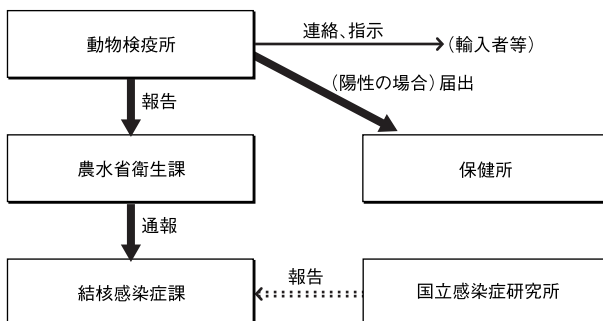 動物検疫所
連絡、指示
（輸入者等）
（陽性の場合）届出
報告
農水省衛生課
保健所
通報
結核感染症課
報告
国立感染症研究所